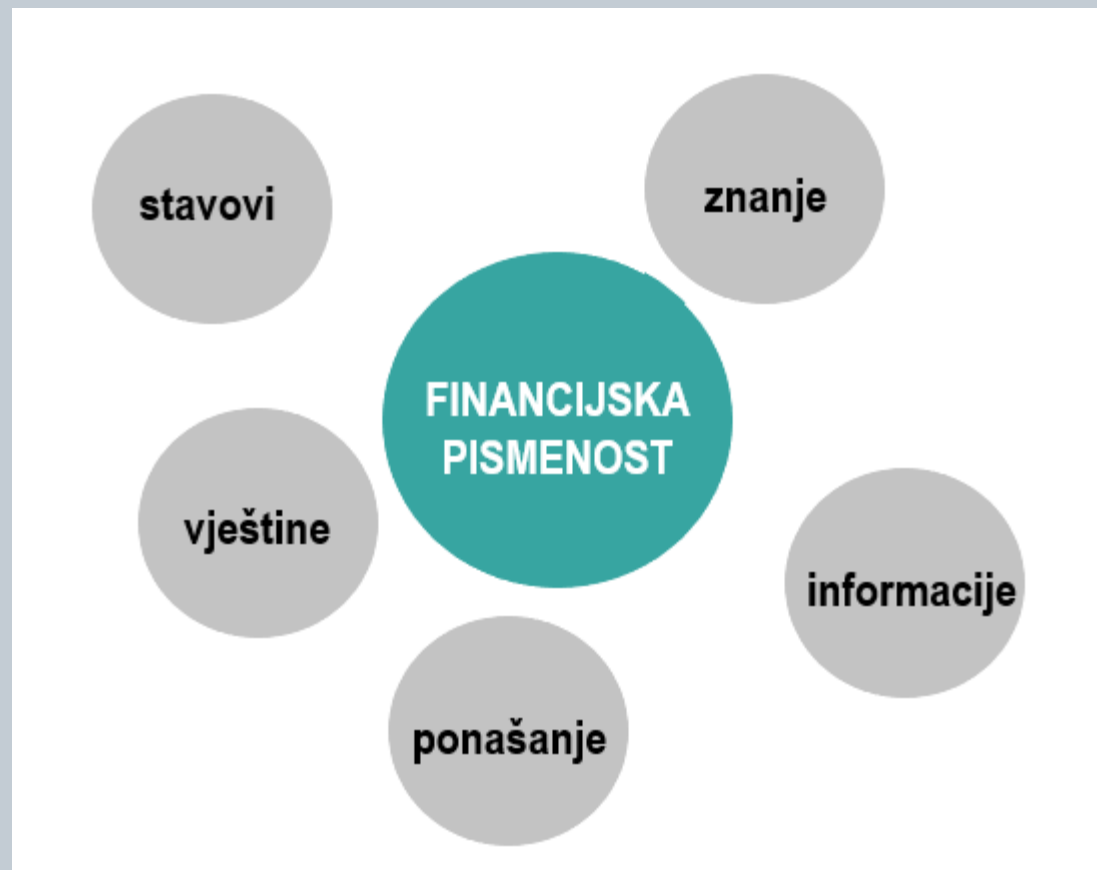 stavovi
znanje
FINANCIJSKA
PISMENOST
vještine
informacije
ponašanje